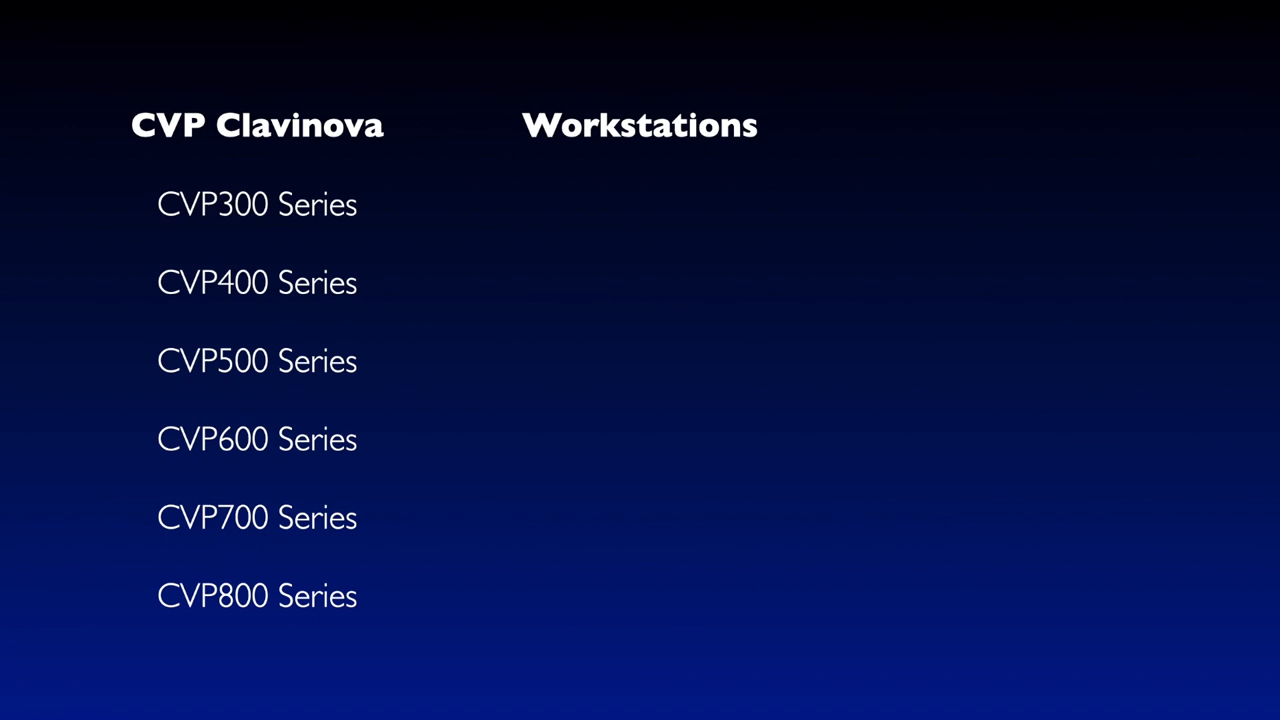 CVP Clavinova
Workstations
CVP300 Series
CVP400 Series
CVP500 Series
CVP600 Series
CVP700 Series
CVP800 Series